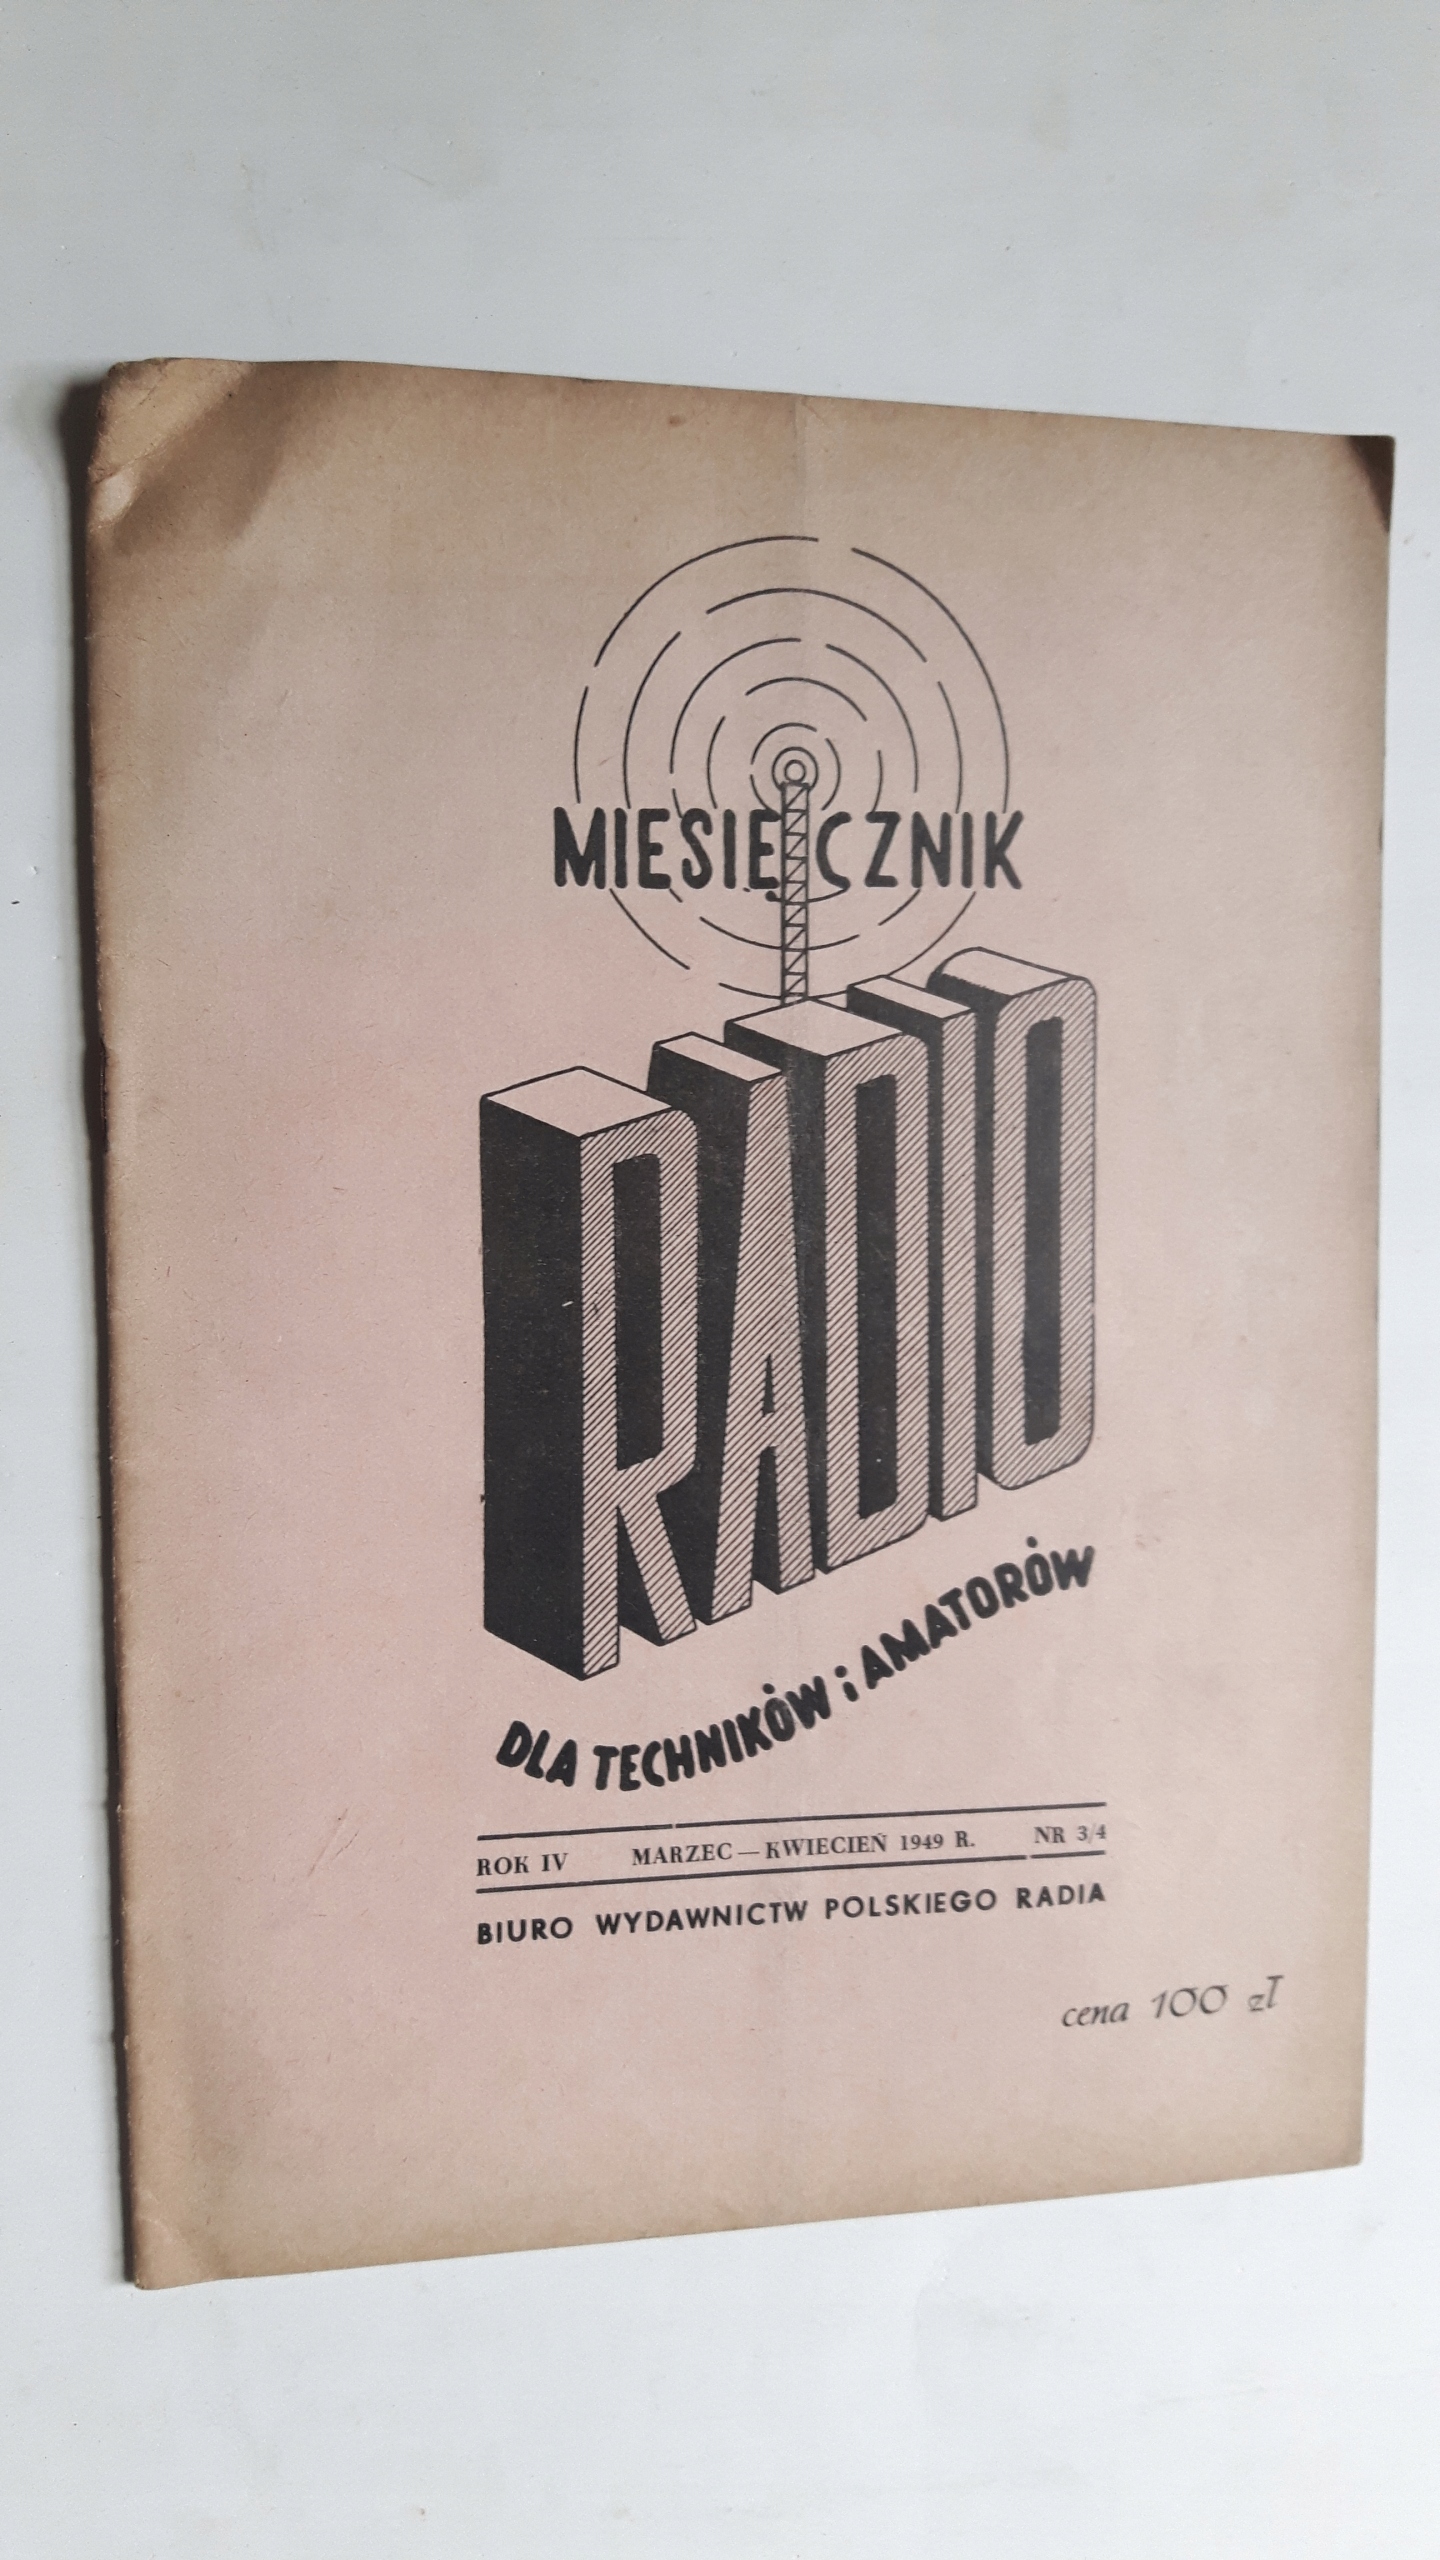 MIESIĘCZNIK
RADIO
DLA TECHNIKÓW i AMATORÓW
ROK IV MARZEC — KWIECIEŃ 1949 R. NR 3/4
BIURO WYDAWNICTW POLSKIEGO RADIA
cena 100 zł